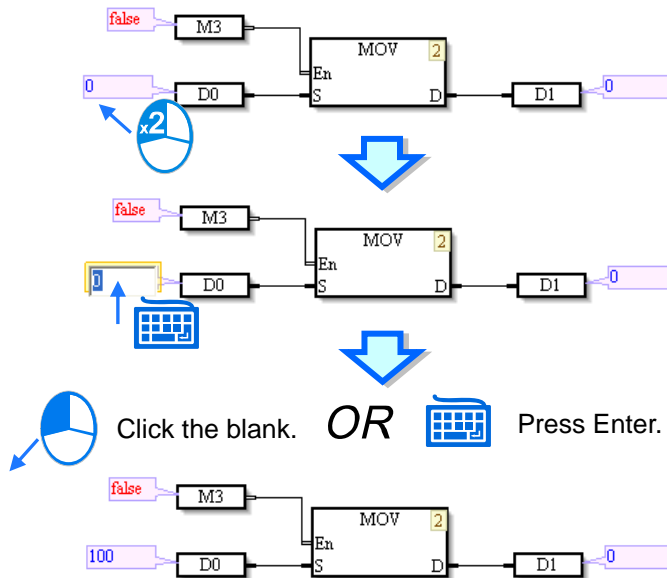 false M3
MOV 2
En
0 D0 S D D1 0
x2
false M3
MOV 2
En
0 D0 S D D1 0
Click the blank. OR Press Enter.
false M3
MOV 2
En
100 D0 S D D1 0